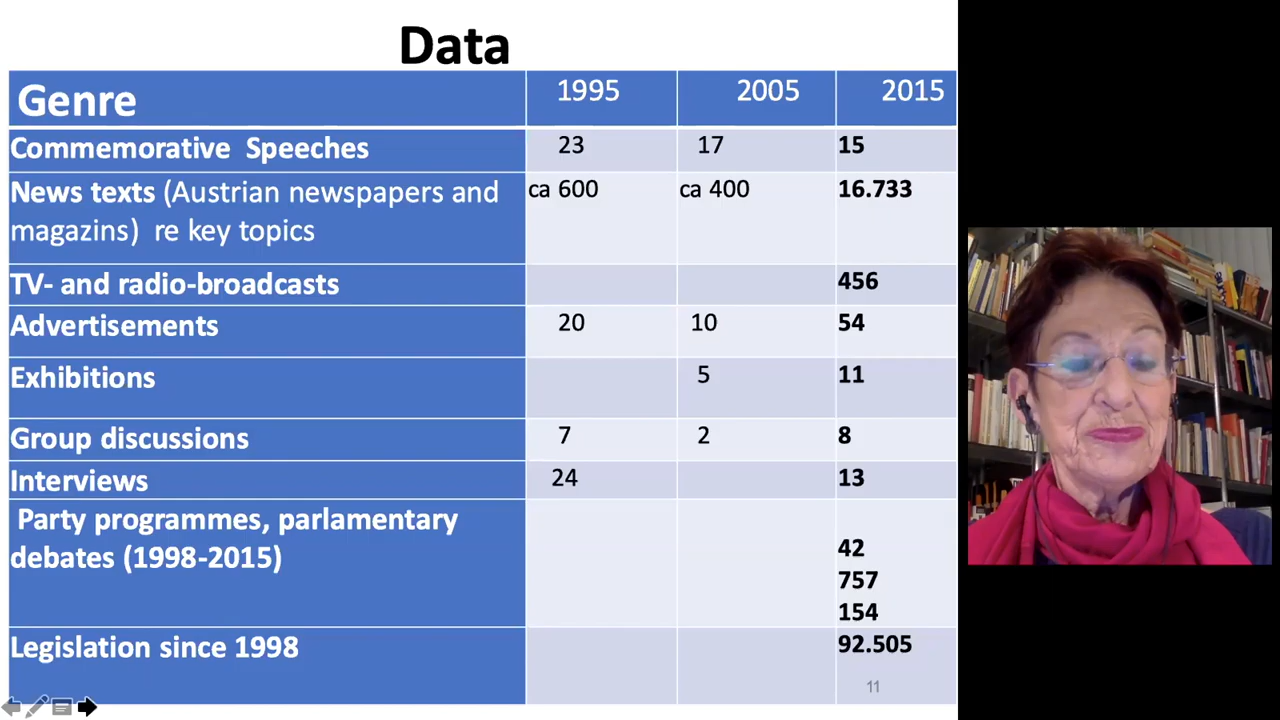 Data
Genre 1995 2005 2015
Commemorative Speeches 23 17 15
News texts (Austrian newspapers and ca 600 ca 400 16.733
magazins) re key topics
TV- and radio-broadcasts 456
Advertisements 20 10 54
Exhibitions 5 11
Group discussions 7 2 8
Interviews 24 13
Party programmes, parlamentary
debates (1998-2015) 42
757
154
Legislation since 1998 92.505
11